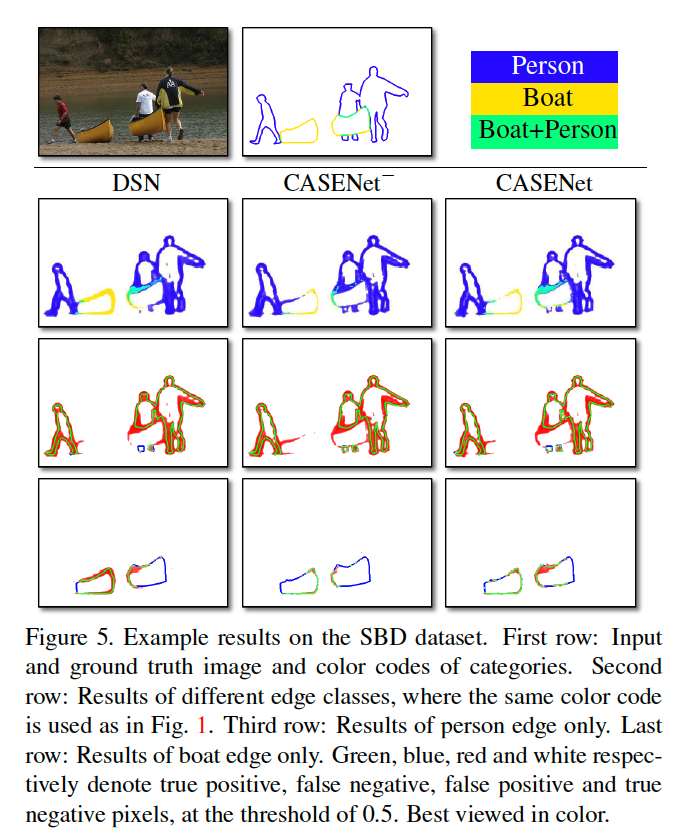 Person
Boat
Boat+Person
DSN CASENet⁻ CASENet
Figure 5. Example results on the SBD dataset. First row: Input
and ground truth image and color codes of categories. Second
row: Results of different edge classes, where the same color code
is used as in Fig. 1. Third row: Results of person edge only. Last
row: Results of boat edge only. Green, blue, red and white respec-
tively denote true positive, false negative, false positive and true
negative pixels, at the threshold of 0.5. Best viewed in color.